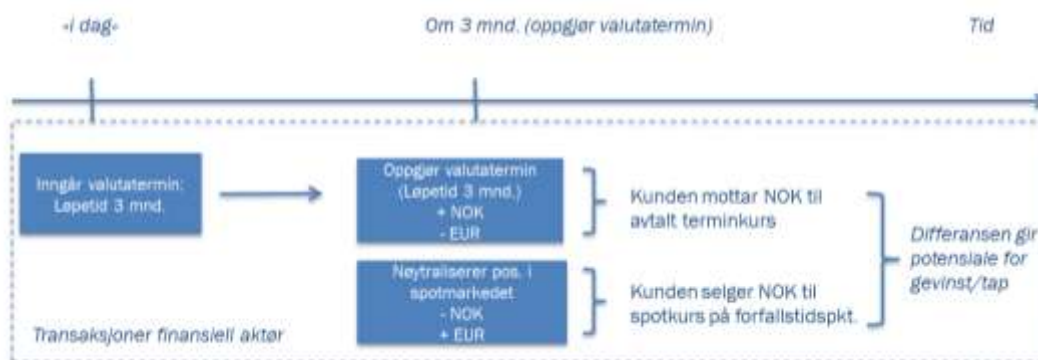 «i dag»
Om 3 mnd. (oppgjør valutatermin)
Tid
Inngår valutatermin:
Løpetid 3 mnd.
Oppgjør valutatermin
(Løpetid 3 mnd.)
+ NOK
- EUR
Kunden mottar NOK til
avtalt terminkurs
Nøytraliserer pos. i
spotmarkedet
- NOK
+ EUR
Kunden selger NOK til
spotkurs på forfallstidspkt.
Differansen gir
potensiale for
gevinst/tap
Transaksjoner finansiell aktør